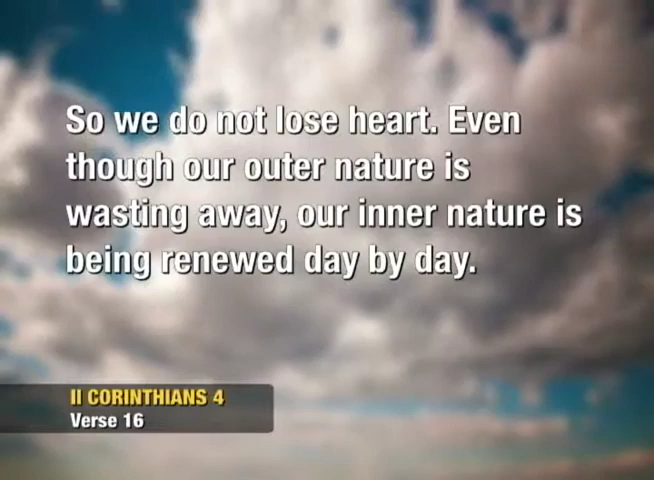 So we do not lose heart. Even
though our outer nature is
wasting away, our inner nature is
being renewed day by day.
II CORINTHIANS 4
Verse 16